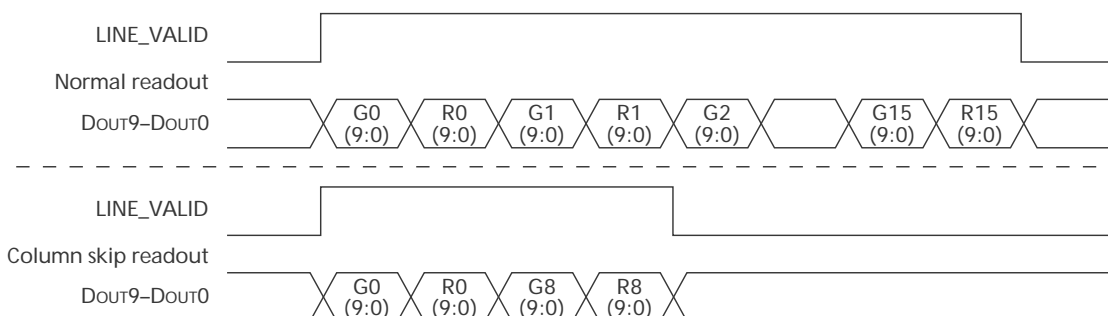 LINE_VALID
Normal readout
G0 R0 G1 R1 G2 G15 R15
DOUT9–DOUT0
(9:0) (9:0) (9:0) (9:0) (9:0) (9:0) (9:0)
LINE_VALID
Column skip readout
G0 R0 G8 R8
DOUT9–DOUT0
(9:0) (9:0) (9:0) (9:0)